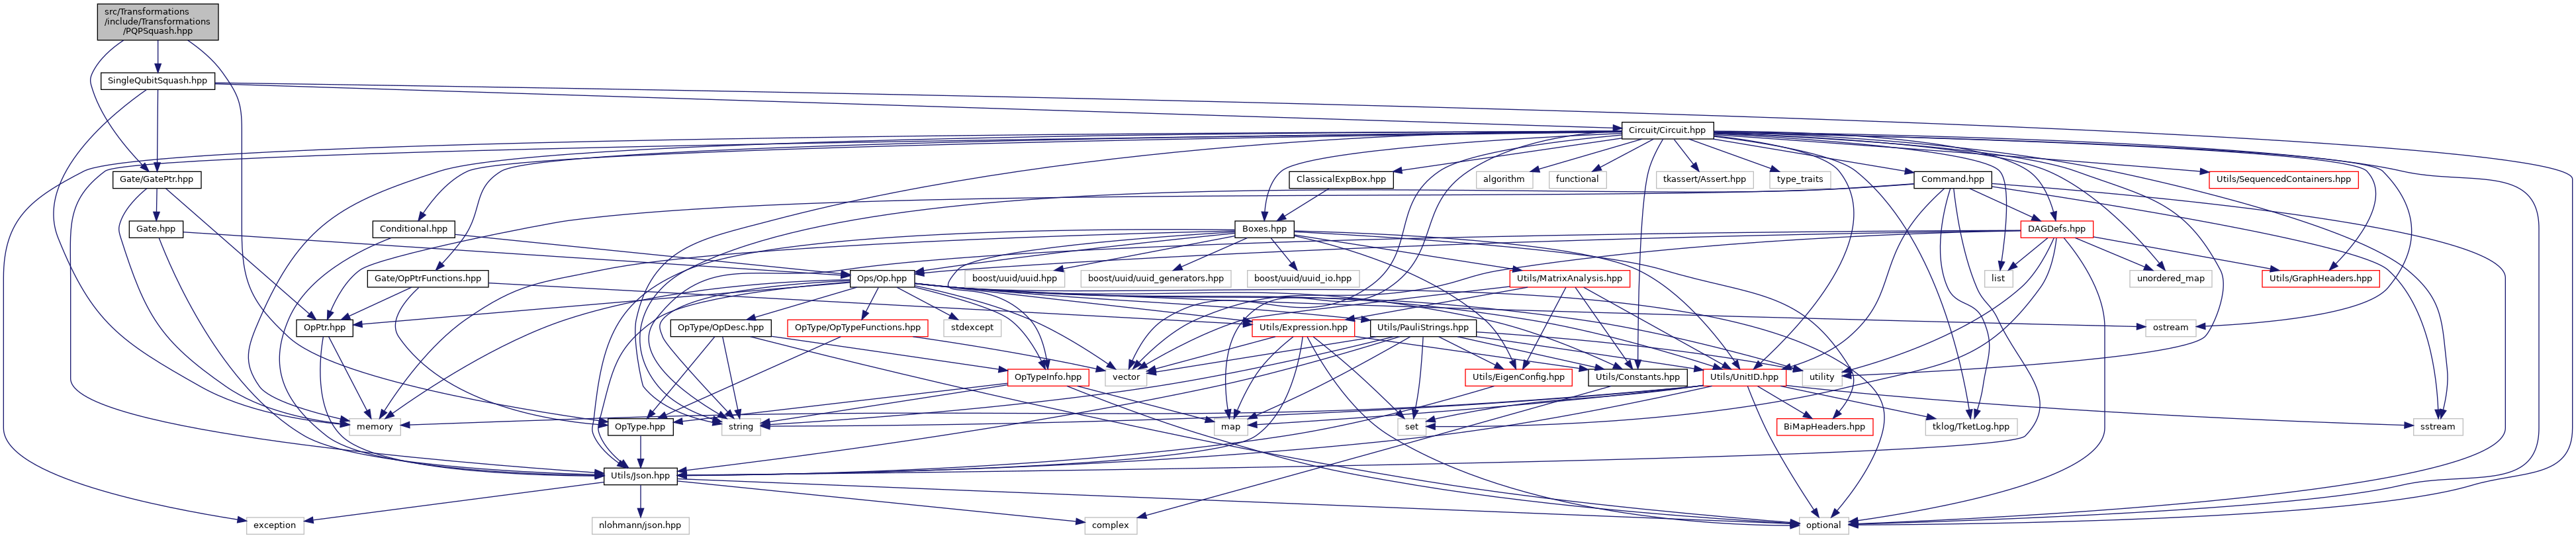 src/Transformations
/include/Transformations
/PQPSquash.hpp
SingleQubitSquash.hpp
Circuit/Circuit.hpp
Gate/GatePtr.hpp
ClassicalExpBox.hpp
algorithm
functional
tkassert/Assert.hpp
type_traits
Command.hpp
Utils/SequencedContainers.hpp
Gate.hpp
Conditional.hpp
Boxes.hpp
DAGDefs.hpp
Gate/OpPtrFunctions.hpp
Ops/Op.hpp
boost/uuid/uuid.hpp
boost/uuid/uuid_generators.hpp
boost/uuid/uuid_io.hpp
Utils/MatrixAnalysis.hpp
list
unordered_map
Utils/GraphHeaders.hpp
OpPtr.hpp
OpType/OpDesc.hpp
OpType/OpTypeFunctions.hpp
stdexcept
Utils/Expression.hpp
Utils/PauliStrings.hpp
ostream
OpTypeInfo.hpp
vector
Utils/EigenConfig.hpp
Utils/Constants.hpp
Utils/UnitID.hpp
utility
memory
OpType.hpp
string
map
set
BiMapHeaders.hpp
tklog/TketLog.hpp
sstream
Utils/Json.hpp
exception
nlohmann/json.hpp
complex
optional